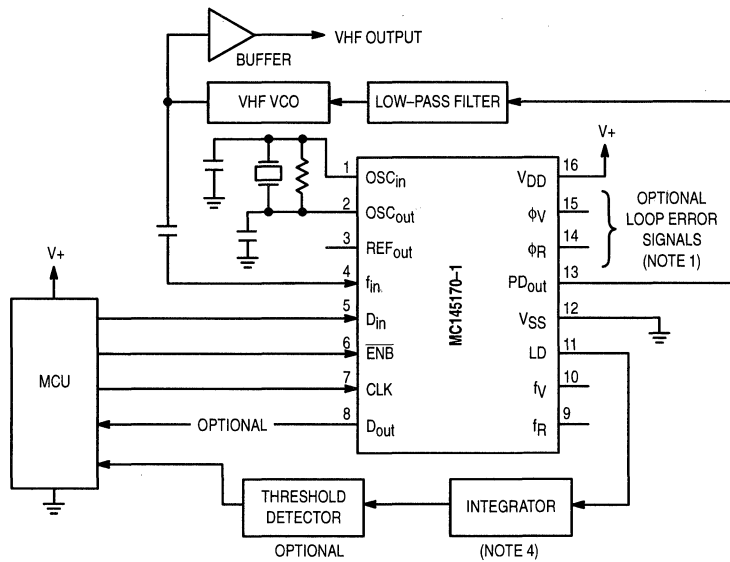 VHF OUTPUT
BUFFER
VHF VCO
LOW–PASS FILTER
V+
1
OSCin
2
OSCout
3
REFout
4
fin
5
Din
6
ENB
7
CLK
8
Dout
MC145170–1
16
VDD
15
ϕV
14
ϕR
13
PDout
12
VSS
11
LD
10
fV
9
fR
OPTIONAL
LOOP ERROR
SIGNALS
(NOTE 1)
V+
MCU
OPTIONAL
THRESHOLD
DETECTOR
OPTIONAL
INTEGRATOR
(NOTE 4)